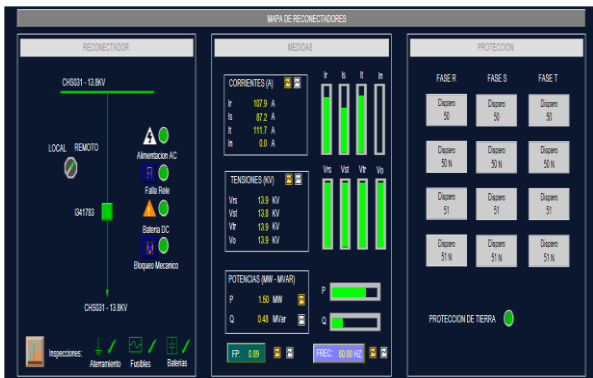 MAPA DE RECONECTADORES
RECONECTADOR
CHS031 - 13.8KV
LOCAL REMOTO
Alimentacion AC
R
Falla Rele
I341783
Bateria DC
M
Bloqueo Mecanico
CHS031 - 13.8KV
Inspecciones:
Aterramiento Fusibles Baterias
MEDIDAS
CORRIENTES (A)
Ir 107.9 A
Is 87.2 A
It 111.7 A
In 0.0 A
Ir Is It In
TENSIONES (KV)
Vrs 13.9 KV
Vst 13.8 KV
Vtr 13.9 KV
Vo 13.9 KV
Vrs Vst Vtr Vo
POTENCIAS (MW - MVAR)
P 1.50 MW
Q 0.48 MVar
P
Q
FP: 0.89
FREC: 60.00 HZ
PROTECCION
FASE R FASE S FASE T
Disparo 50 Disparo 50 Disparo 50
Disparo 50 N Disparo 50 N Disparo 50 N
Disparo 51 Disparo 51 Disparo 51
Disparo 51 N Disparo 51 N Disparo 51 N
PROTECCION DE TIERRA